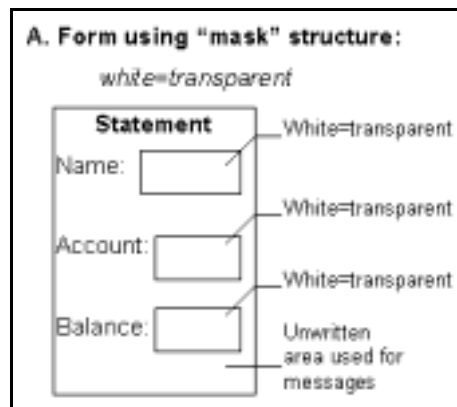 A. Form using “mask” structure:
white=transparent
Statement
White=transparent
Name:
White=transparent
Account:
White=transparent
Balance:
Unwritten
area used for
messages